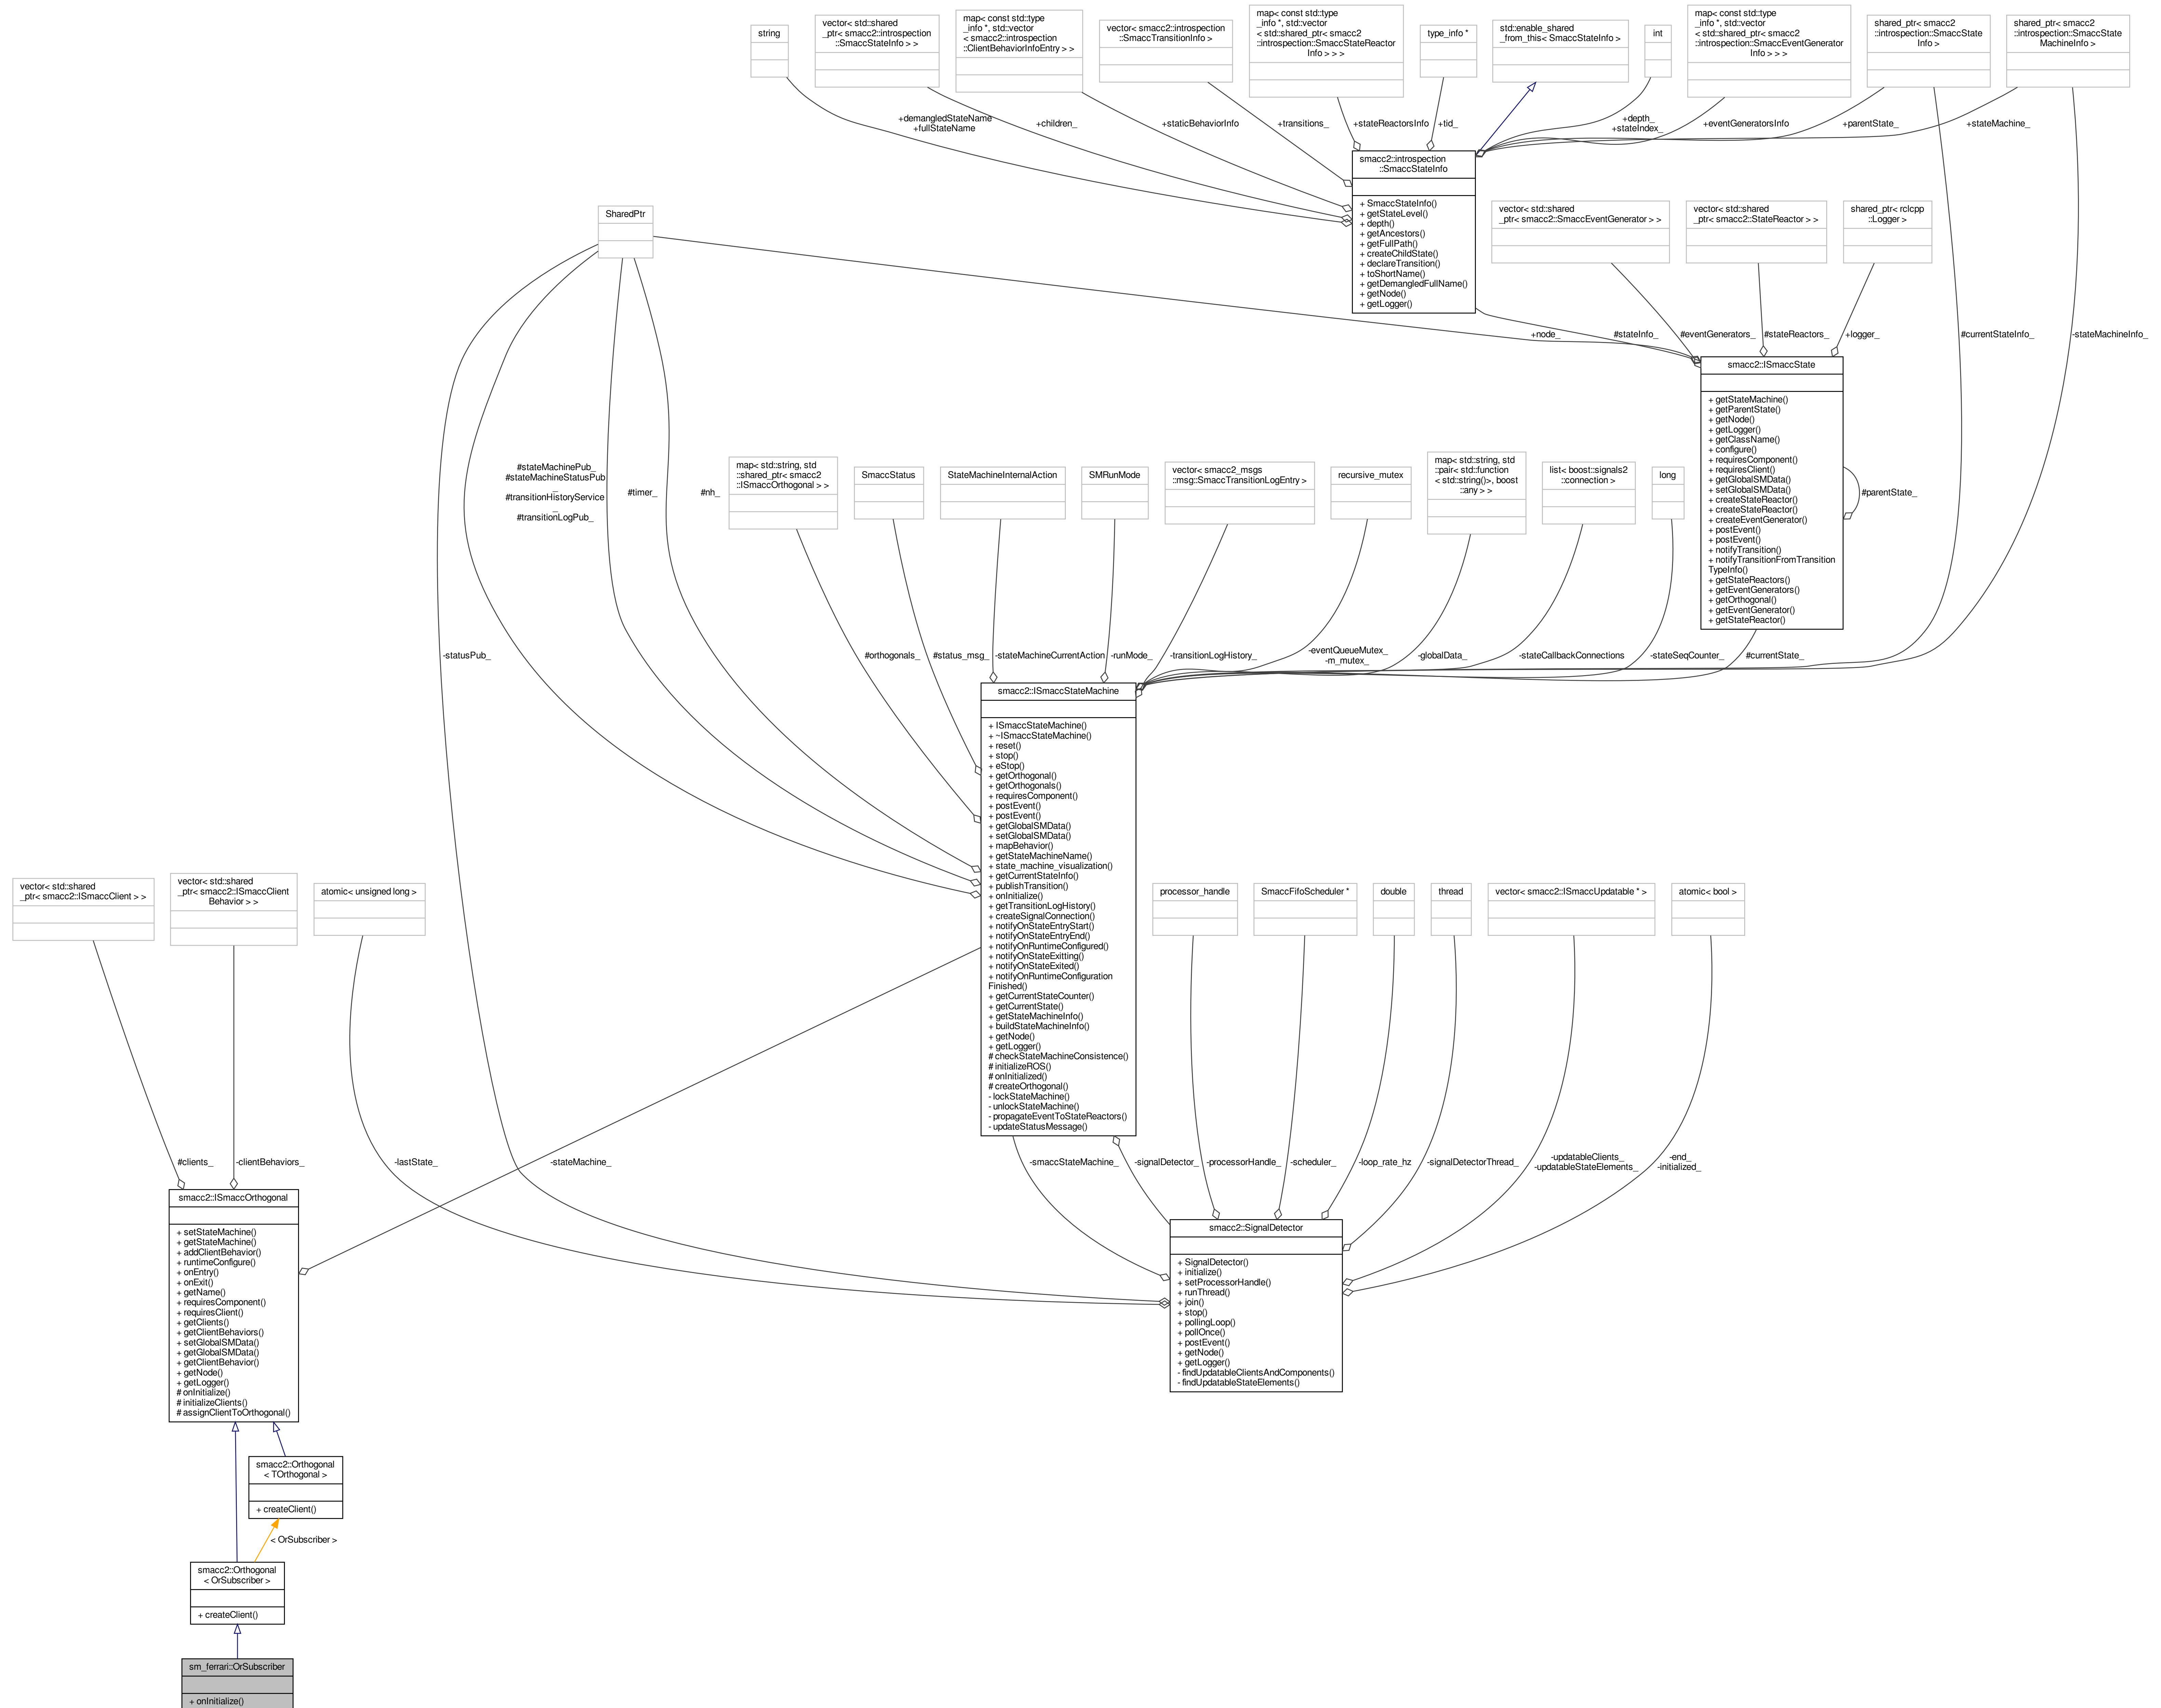 string
vector< std::shared
_ptr< smacc2::introspection
::SmaccStateInfo > >
map< const std::type
_info *, std::vector
< smacc2::introspection
::ClientBehaviorInfoEntry > >
vector< smacc2::introspection
::SmaccTransitionInfo >
map< const std::type
_info *, std::vector
< std::shared_ptr< smacc2
::introspection::SmaccStateReactor
Info > > >
type_info *
std::enable_shared
_from_this< SmaccStateInfo >
int
map< const std::type
_info *, std::vector
< std::shared_ptr< smacc2
::introspection::SmaccEventGenerator
Info > > >
shared_ptr< smacc2
::introspection::SmaccState
Info >
shared_ptr< smacc2
::introspection::SmaccState
MachineInfo >
+demangledStateName
+fullStateName
+children_
+staticBehaviorInfo
+transitions_
+stateReactorsInfo
+tid_
+depth_
+stateIndex_
+eventGeneratorsInfo
+parentState_
+stateMachine_
smacc2::introspection
::SmaccStateInfo
+ SmaccStateInfo()
+ getStateLevel()
+ depth()
+ getAncestors()
+ getFullPath()
+ createChildState()
+ declareTransition()
+ toShortName()
+ getDemangledFullName()
+ getNode()
+ getLogger()
SharedPtr
vector< std::shared
_ptr< smacc2::SmaccEventGenerator > >
vector< std::shared
_ptr< smacc2::StateReactor > >
shared_ptr< rclcpp
::Logger >
+node_
#stateInfo_
#eventGenerators_
#stateReactors_
+logger_
#currentStateInfo_
-stateMachineInfo_
smacc2::ISmaccState
+ getStateMachine()
+ getParentState()
+ getNode()
+ getLogger()
+ getClassName()
+ configure()
+ requiresComponent()
+ requiresClient()
+ getGlobalSMData()
+ setGlobalSMData()
+ createStateReactor()
+ createStateReactor()
+ createEventGenerator()
+ postEvent()
+ postEvent()
+ notifyTransition()
+ notifyTransitionFromTransition
TypeInfo()
+ getStateReactors()
+ getEventGenerators()
+ getOrthogonal()
+ getEventGenerator()
+ getStateReactor()
#parentState_
#stateMachinePub_
#stateMachineStatusPub
_
#transitionHistoryService
_
#transitionLogPub_
#timer_
#nh_
map< std::string, std
::shared_ptr< smacc2
::ISmaccOrthogonal > >
SmaccStatus
StateMachineInternalAction
SMRunMode
vector< smacc2_msgs
::msg::SmaccTransitionLogEntry >
recursive_mutex
map< std::string, std
::pair< std::function
< std::string()>, boost
::any > >
list< boost::signals2
::connection >
long
-statusPub_
#orthogonals_
#status_msg_
-stateMachineCurrentAction
-runMode_
-transitionLogHistory_
-eventQueueMutex_
-m_mutex_
-globalData_
-stateCallbackConnections
-stateSeqCounter_
#currentState_
smacc2::ISmaccStateMachine
+ ISmaccStateMachine()
+ ~ISmaccStateMachine()
+ reset()
+ stop()
+ eStop()
+ getOrthogonal()
+ getOrthogonals()
+ requiresComponent()
+ postEvent()
+ postEvent()
+ getGlobalSMData()
+ setGlobalSMData()
+ mapBehavior()
+ getStateMachineName()
+ state_machine_visualization()
+ getCurrentStateInfo()
+ publishTransition()
+ onInitialize()
+ getTransitionLogHistory()
+ createSignalConnection()
+ notifyOnStateEntryStart()
+ notifyOnStateEntryEnd()
+ notifyOnRuntimeConfigured()
+ notifyOnStateExitting()
+ notifyOnStateExited()
+ notifyOnRuntimeConfiguration
Finished()
+ getCurrentStateCounter()
+ getCurrentState()
+ getStateMachineInfo()
+ buildStateMachineInfo()
+ getNode()
+ getLogger()
# checkStateMachineConsistence()
# initializeROS()
# onInitialized()
# createOrthogonal()
- lockStateMachine()
- unlockStateMachine()
- propagateEventToStateReactors()
- updateStatusMessage()
vector< std::shared
_ptr< smacc2::ISmaccClient > >
vector< std::shared
_ptr< smacc2::ISmaccClient
Behavior > >
atomic< unsigned long >
processor_handle
SmaccFifoScheduler *
double
thread
vector< smacc2::ISmaccUpdatable * >
atomic< bool >
#clients_
-clientBehaviors_
-lastState_
-stateMachine_
-smaccStateMachine_
-signalDetector_
-processorHandle_
-scheduler_
-loop_rate_hz
-signalDetectorThread_
-updatableClients_
-updatableStateElements_
-end_
-initialized_
smacc2::ISmaccOrthogonal
+ setStateMachine()
+ getStateMachine()
+ addClientBehavior()
+ runtimeConfigure()
+ onEntry()
+ onExit()
+ getName()
+ requiresComponent()
+ requiresClient()
+ getClients()
+ getClientBehaviors()
+ setGlobalSMData()
+ getGlobalSMData()
+ getClientBehavior()
+ getNode()
+ getLogger()
# onInitialize()
# initializeClients()
# assignClientToOrthogonal()
smacc2::SignalDetector
+ SignalDetector()
+ initialize()
+ setProcessorHandle()
+ runThread()
+ join()
+ stop()
+ pollingLoop()
+ pollOnce()
+ postEvent()
+ getNode()
+ getLogger()
- findUpdatableClientsAndComponents()
- findUpdatableStateElements()
smacc2::Orthogonal
< TOrthogonal >
+ createClient()
< OrSubscriber >
smacc2::Orthogonal
< OrSubscriber >
+ createClient()
sm_ferrari::OrSubscriber
+ onInitialize()